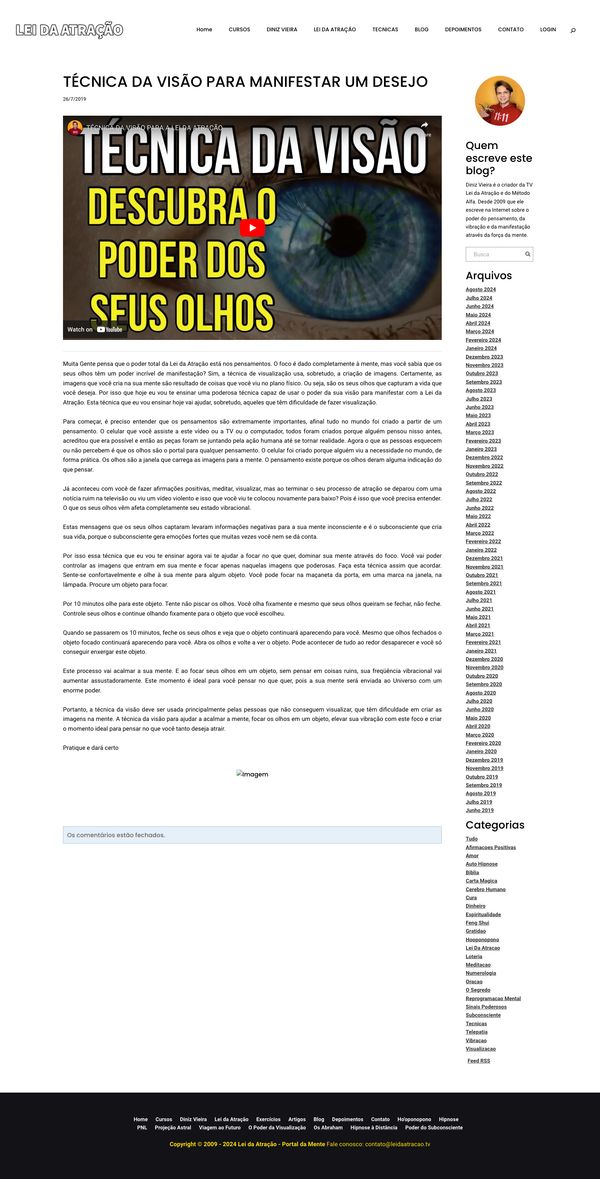 LEI DA ATRAÇÃO
Home CURSOS DINIZ VIEIRA LEI DA ATRAÇÃO TECNICAS BLOG DEPOIMENTOS CONTATO LOGIN
TÉCNICA DA VISÃO PARA MANIFESTAR UM DESEJO
26/7/2019
TÉCNICA DA VISÃO PARA A LEI DA ATRAÇÃO
TÉCNICA DA VISÃO
DESCUBRA O
PODER DOS
SEUS OLHOS
Watch on YouTube
Muita Gente pensa que o poder total da Lei da Atração está nos pensamentos. O foco é dado completamente à mente, mas você sabia que os
seus olhos têm um poder incrível de manifestação? Sim, a técnica de visualização usa, sobretudo, a criação de imagens. Certamente, as
imagens que você cria na sua mente são resultado de coisas que você viu no plano físico. Ou seja, são os seus olhos que capturam a vida que
você deseja. Por isso que hoje eu vou te ensinar uma poderosa técnica capaz de usar o poder da sua visão para manifestar com a Lei da
Atração. Esta técnica que eu vou ensinar hoje vai ajudar, sobretudo, aqueles que têm dificuldade de fazer visualização.
Para começar, é preciso entender que os pensamentos são extremamente importantes, afinal tudo no mundo foi criado a partir de um
pensamento. O celular que você assiste a este vídeo ou a TV ou o computador, todos foram criados porque alguém pensou nisso antes,
acreditou que era possível e então as peças foram se juntando pela ação humana até se tornar realidade. Agora o que as pessoas esquecem
ou não percebem é que os olhos são o portal para qualquer pensamento. O celular foi criado porque alguém viu a necessidade no mundo, de
forma prática. Os olhos são a janela que carrega as imagens para a mente. O pensamento existe porque os olhos deram alguma indicação do
que pensar.
Já aconteceu com você de fazer afirmações positivas, meditar, visualizar, mas ao terminar o seu processo de atração se deparou com uma
notícia ruim na televisão ou viu um vídeo violento e isso que você viu te colocou novamente para baixo? Pois é isso que você precisa entender.
O que os seus olhos vêm afeta completamente seu estado vibracional.
Estas mensagens que os seus olhos captaram levaram informações negativas para a sua mente inconsciente e é o subconsciente que cria
sua vida, porque o subconsciente gera emoções fortes que muitas vezes você nem se dá conta.
Por isso essa técnica que eu vou te ensinar agora vai te ajudar a focar no que quer, dominar sua mente através do foco. Você vai poder
controlar as imagens que entram em sua mente e focar apenas naquelas imagens que poderosas. Faça esta técnica assim que acordar.
Sente-se confortavelmente e olhe à sua mente para algum objeto. Você pode focar na maçaneta da porta, em uma marca na janela, na
lâmpada. Procure um objeto para focar.
Por 10 minutos olhe para este objeto. Tente não piscar os olhos. Você olha fixamente e mesmo que seus olhos queiram se fechar, não feche.
Controle seus olhos e continue olhando fixamente para o objeto que você escolheu.
Quando se passarem os 10 minutos, feche os seus olhos e veja que o objeto continuará aparecendo para você. Mesmo que olhos fechados o
objeto focado continuará aparecendo para você. Abra os olhos e volte a ver o objeto. Pode acontecer de tudo ao redor desaparecer e você só
conseguir enxergar este objeto.
Este processo vai acalmar a sua mente. E ao focar seus olhos em um objeto, sem pensar em coisas ruins, sua freqüência vibracional vai
aumentar assustadoramente. Este momento é ideal para você pensar no que quer, pois a sua mente será enviada ao Universo com um
enorme poder.
Portanto, a técnica da visão deve ser usada principalmente pelas pessoas que não conseguem visualizar, que têm dificuldade em criar as
imagens na mente. A técnica da visão para ajudar a acalmar a mente, focar os olhos em um objeto, elevar sua vibração com este foco e criar
o momento ideal para pensar no que você tanto deseja atrair.
Pratique e dará certo
Imagem
Os comentários estão fechados.
11:11
Quem
escreve este
blog?
Diniz Vieira é o criador da TV
Lei da Atração e do Método
Alfa. Desde 2009 que ele
escreve na Internet sobre o
poder do pensamento, da
vibração e da manifestação
através da força da mente.
Busca
Arquivos
Agosto 2024
Julho 2024
Junho 2024
Maio 2024
Abril 2024
Março 2024
Fevereiro 2024
Janeiro 2024
Dezembro 2023
Novembro 2023
Outubro 2023
Setembro 2023
Agosto 2023
Julho 2023
Junho 2023
Maio 2023
Abril 2023
Março 2023
Fevereiro 2023
Janeiro 2023
Dezembro 2022
Novembro 2022
Outubro 2022
Setembro 2022
Agosto 2022
Julho 2022
Junho 2022
Maio 2022
Abril 2022
Março 2022
Fevereiro 2022
Janeiro 2022
Dezembro 2021
Novembro 2021
Outubro 2021
Setembro 2021
Agosto 2021
Julho 2021
Junho 2021
Maio 2021
Abril 2021
Março 2021
Fevereiro 2021
Janeiro 2021
Dezembro 2020
Novembro 2020
Outubro 2020
Setembro 2020
Agosto 2020
Julho 2020
Junho 2020
Maio 2020
Abril 2020
Março 2020
Fevereiro 2020
Janeiro 2020
Dezembro 2019
Novembro 2019
Outubro 2019
Setembro 2019
Agosto 2019
Julho 2019
Junho 2019
Categorias
Tudo
Afirmacoes Positivas
Amor
Auto Hipnose
Biblia
Carta Magica
Cerebro Humano
Cura
Dinheiro
Espiritualidade
Feng Shui
Gratidao
Hooponopono
Lei Da Atracao
Loteria
Meditacao
Numerologia
Oracao
O Segredo
Reprogramacao Mental
Sinais Poderosos
Subconsciente
Tecnicas
Telepatia
Vibracao
Visualizacao
Feed RSS
Home Cursos Diniz Vieira Lei da Atração Exercícios Artigos Blog Depoimentos Contato Ho'oponopono Hipnose
PNL Projeção Astral Viagem ao Futuro O Poder da Visualização Os Abraham Hipnose à Distância Poder do Subconsciente
Copyright © 2009 - 2024 Lei da Atração - Portal da Mente Fale conosco: contato@leidaatracao.tv